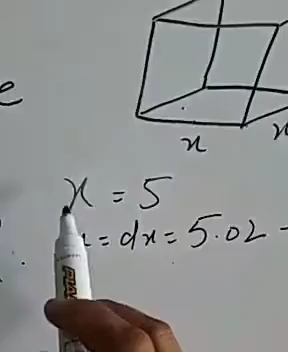 e
x x
x = 5
= dx = 5.02 -